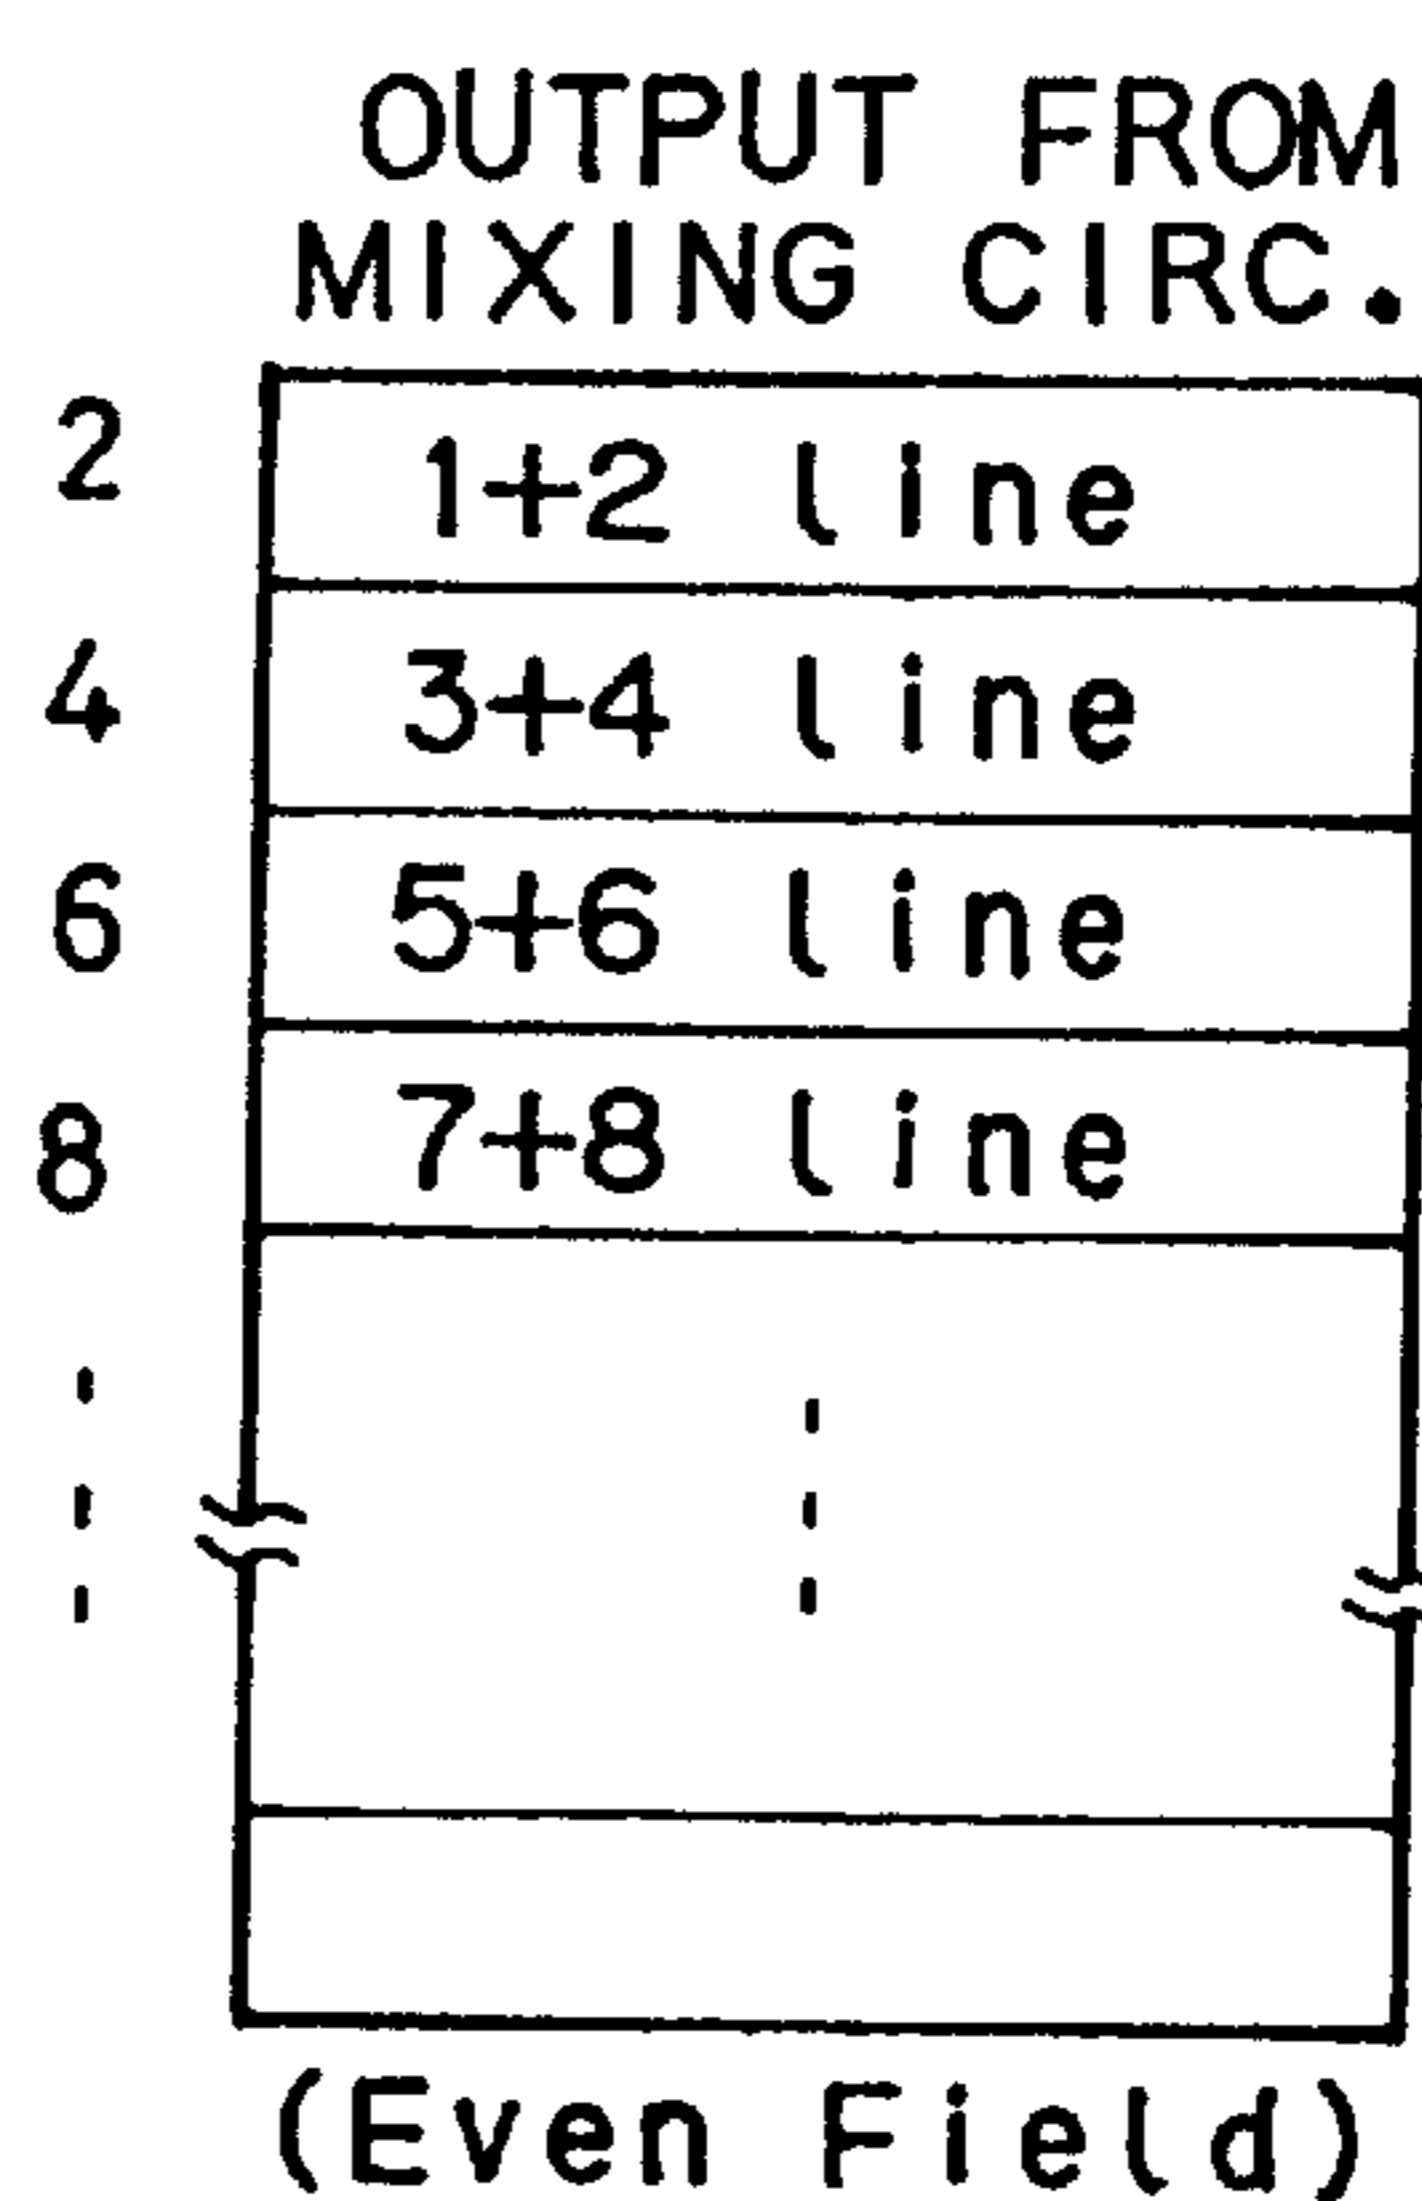 OUTPUT FROM
MIXING CIRC.
2 1+2 line
4 3+4 line
6 5+6 line
8 7+8 line
(Even Field)